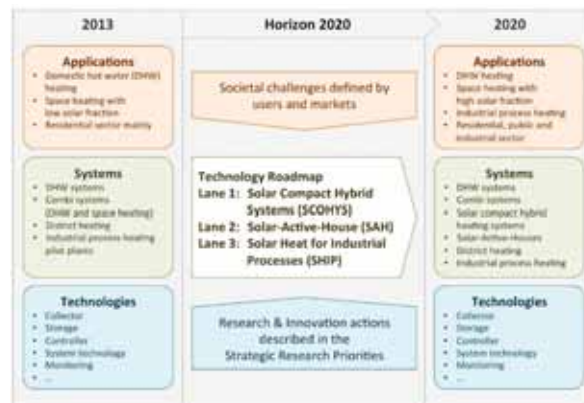 2013
Applications
• Domestic hot water (DHW)
heating
• Space heating with
low solar fraction
• Residential sector mainly
Systems
• DHW systems
• Combi systems
(DHW and space heating)
• District heating
• Industrial process heating
pilot plants
Technologies
• Collector
• Storage
• Controller
• System technology
• Monitoring
• ...
Horizon 2020
Societal challenges defined by
users and markets
Technology Roadmap
Lane 1: Solar Compact Hybrid
Systems (SCOHYS)
Lane 2: Solar-Active-House (SAH)
Lane 3: Solar Heat for Industrial
Processes (SHIP)
Research & Innovation actions
described in the
Strategic Research Priorities
2020
Applications
• DHW heating
• Space heating with
high solar fraction
• Industrial process heating
• Residential, public and
industrial sector
Systems
• DHW systems
• Combi systems
• Solar compact hybrid
heating systems
• Solar-Active-Houses
• District heating
• Industrial process heating
Technologies
• Collector
• Storage
• Controller
• System technology
• Monitoring
• ...